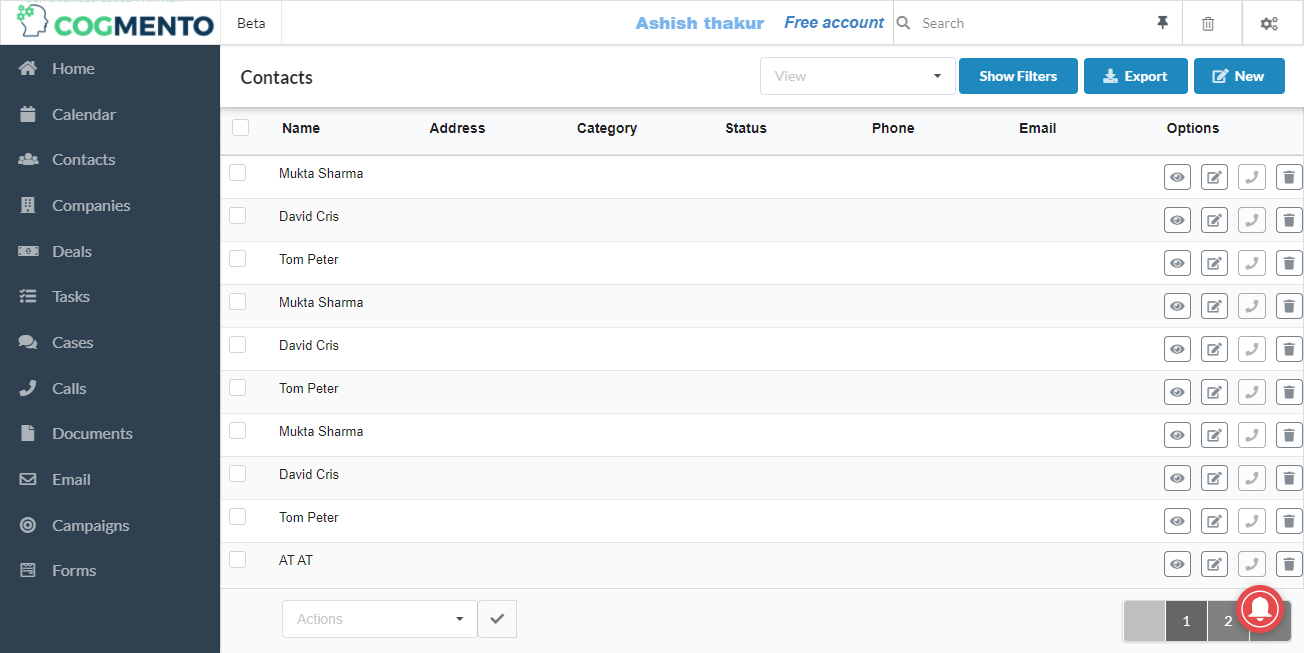 COGMENTO
Beta
Ashish thakur
Free account
Search
Home
Calendar
Contacts
Companies
Deals
Tasks
Cases
Calls
Documents
Email
Campaigns
Forms
Contacts
View
Show Filters
Export
New
Name Address Category Status Phone Email Options
Mukta Sharma
David Cris
Tom Peter
Mukta Sharma
David Cris
Tom Peter
Mukta Sharma
David Cris
Tom Peter
AT AT
Actions
1
2